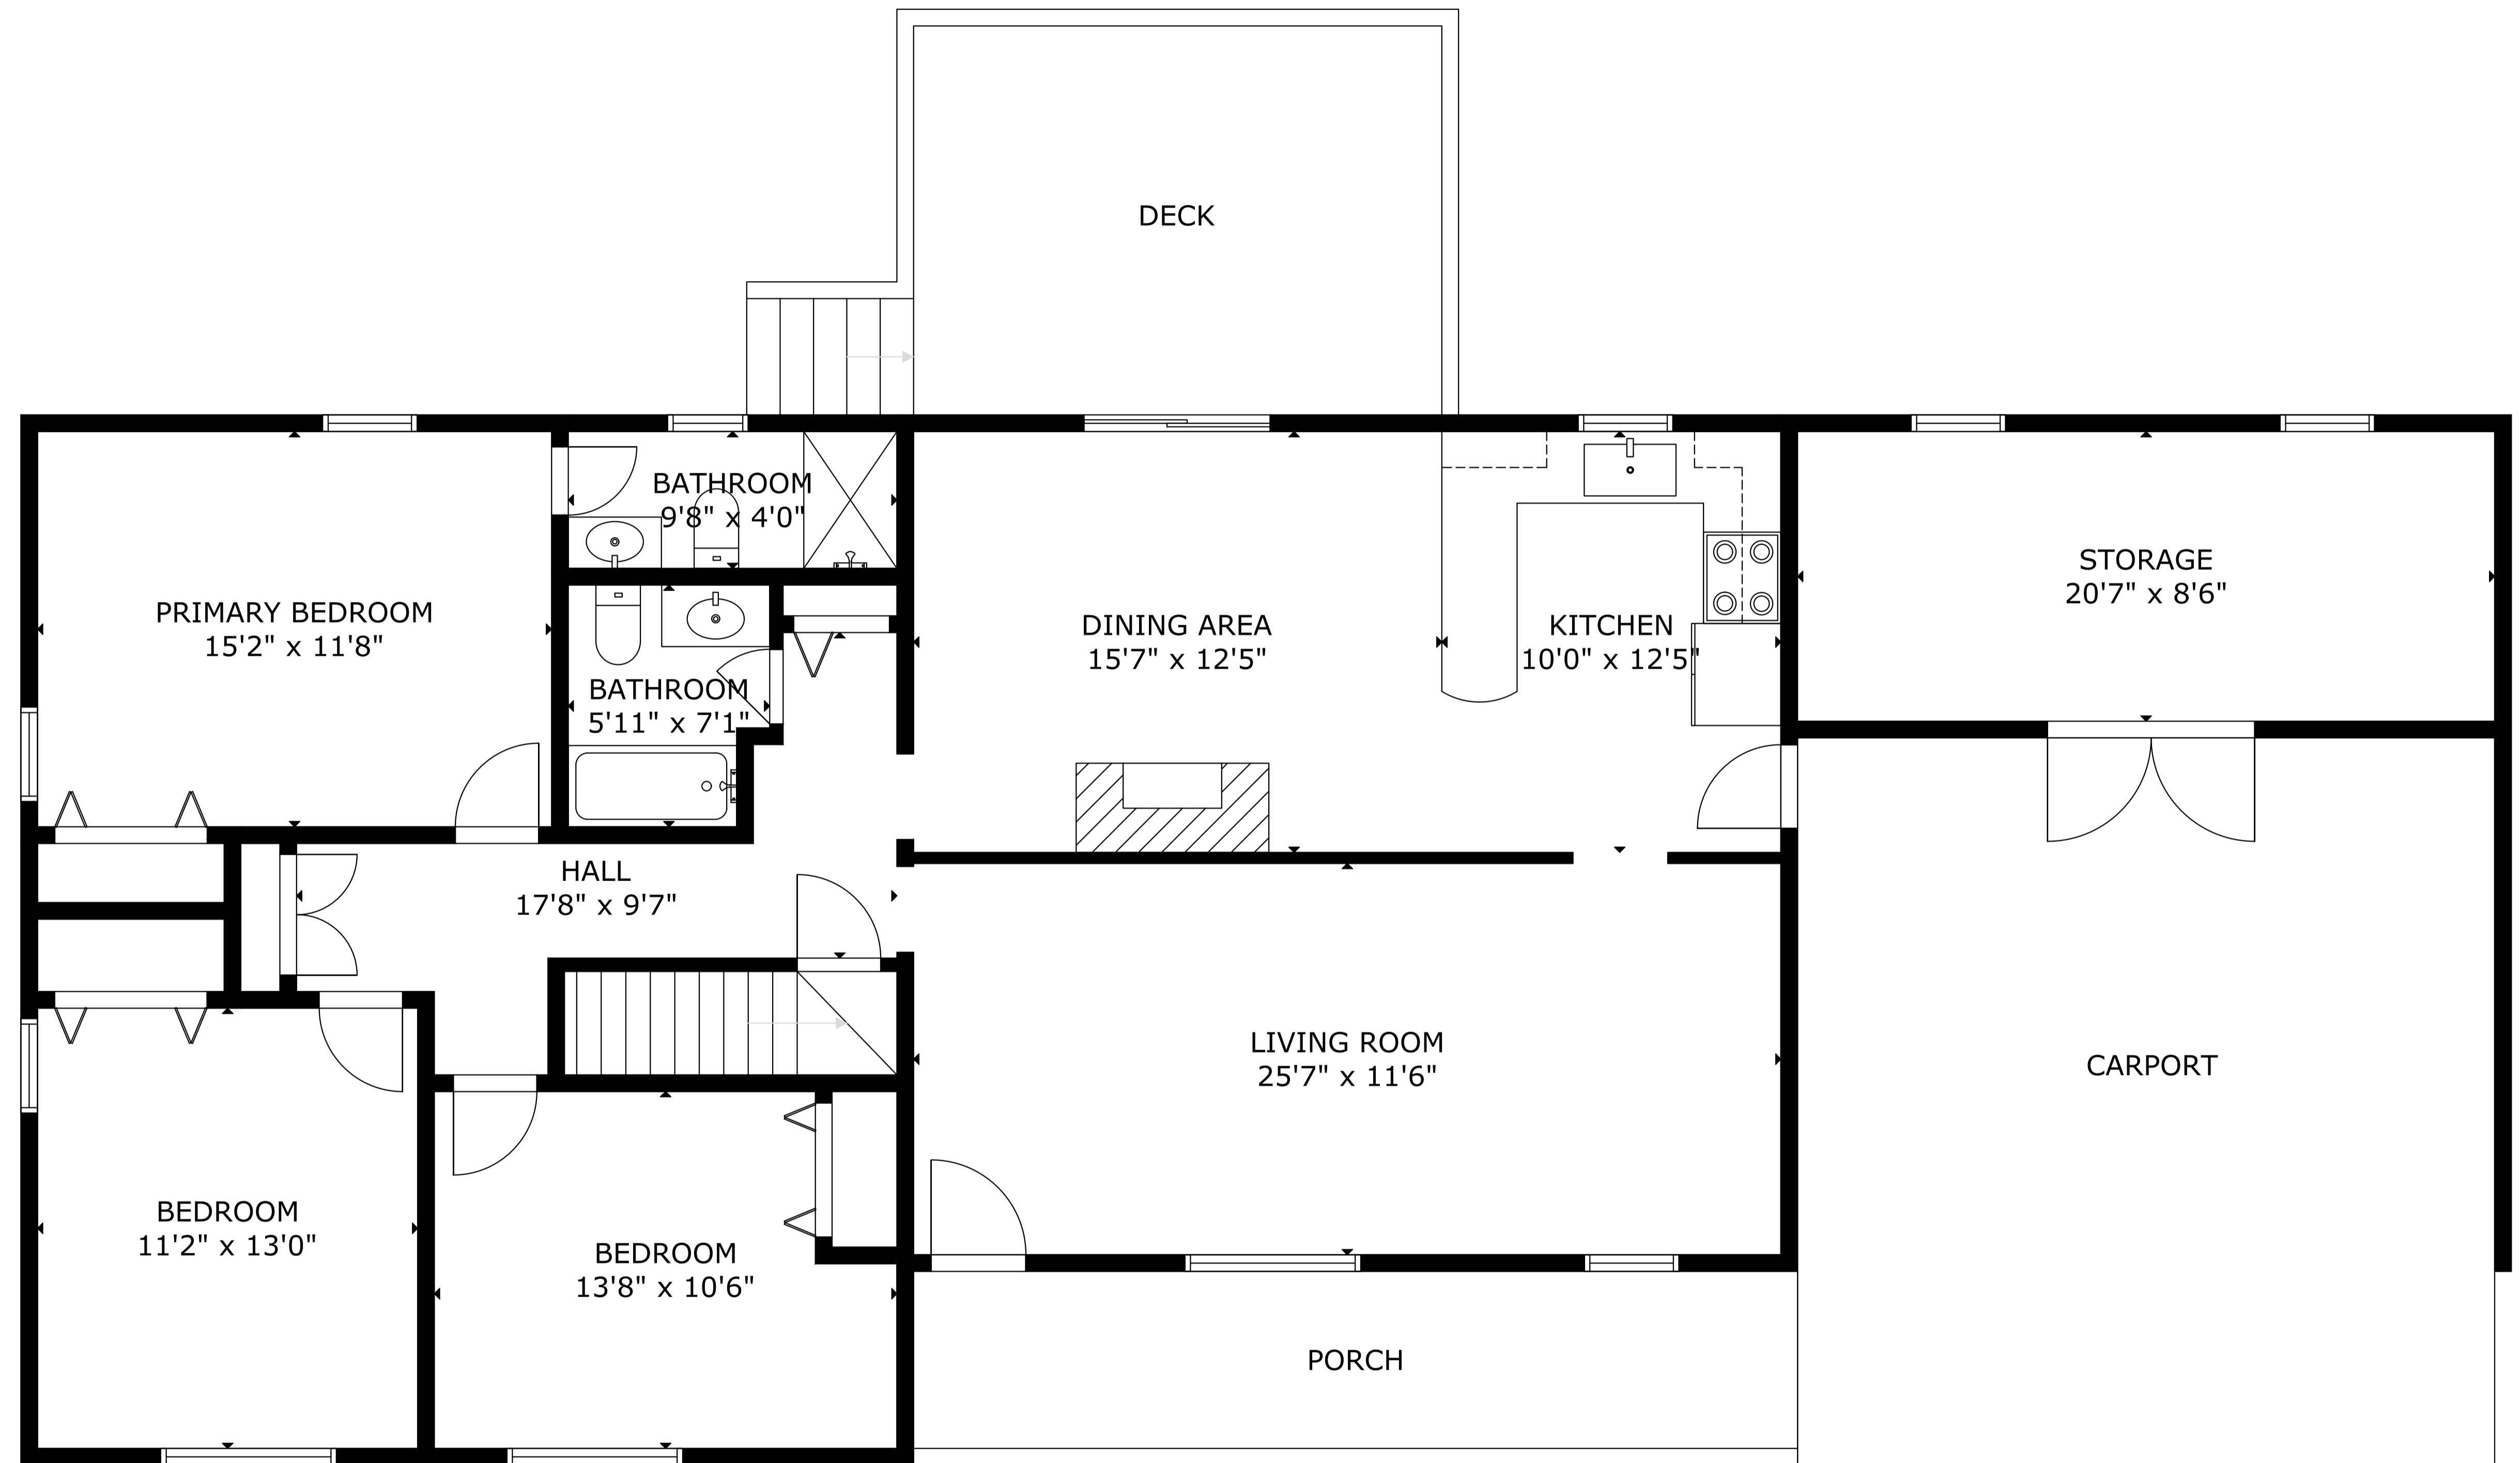 DECK
BATHROOM
9'8" x 4'0"
PRIMARY BEDROOM
15'2" x 11'8"
BATHROOM
5'11" x 7'1"
DINING AREA
15'7" x 12'5"
KITCHEN
10'0" x 12'5"
STORAGE
20'7" x 8'6"
HALL
17'8" x 9'7"
LIVING ROOM
25'7" x 11'6"
CARPORT
BEDROOM
11'2" x 13'0"
BEDROOM
13'8" x 10'6"
PORCH